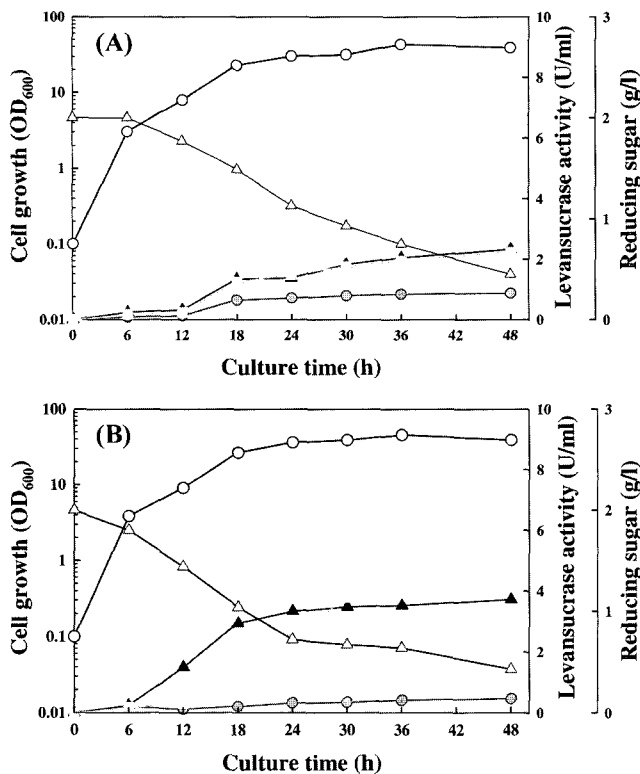 (A)
100
10
1
0.1
0.01
Cell growth (OD600)
10
8
6
4
2
0
Levansucrase activity (U/ml)
3
2
1
0
Reducing sugar (g/l)
0 6 12 18 24 30 36 42 48
Culture time (h)
(B)
100
10
1
0.1
0.01
Cell growth (OD600)
10
8
6
4
2
0
Levansucrase activity (U/ml)
3
2
1
0
Reducing sugar (g/l)
0 6 12 18 24 30 36 42 48
Culture time (h)